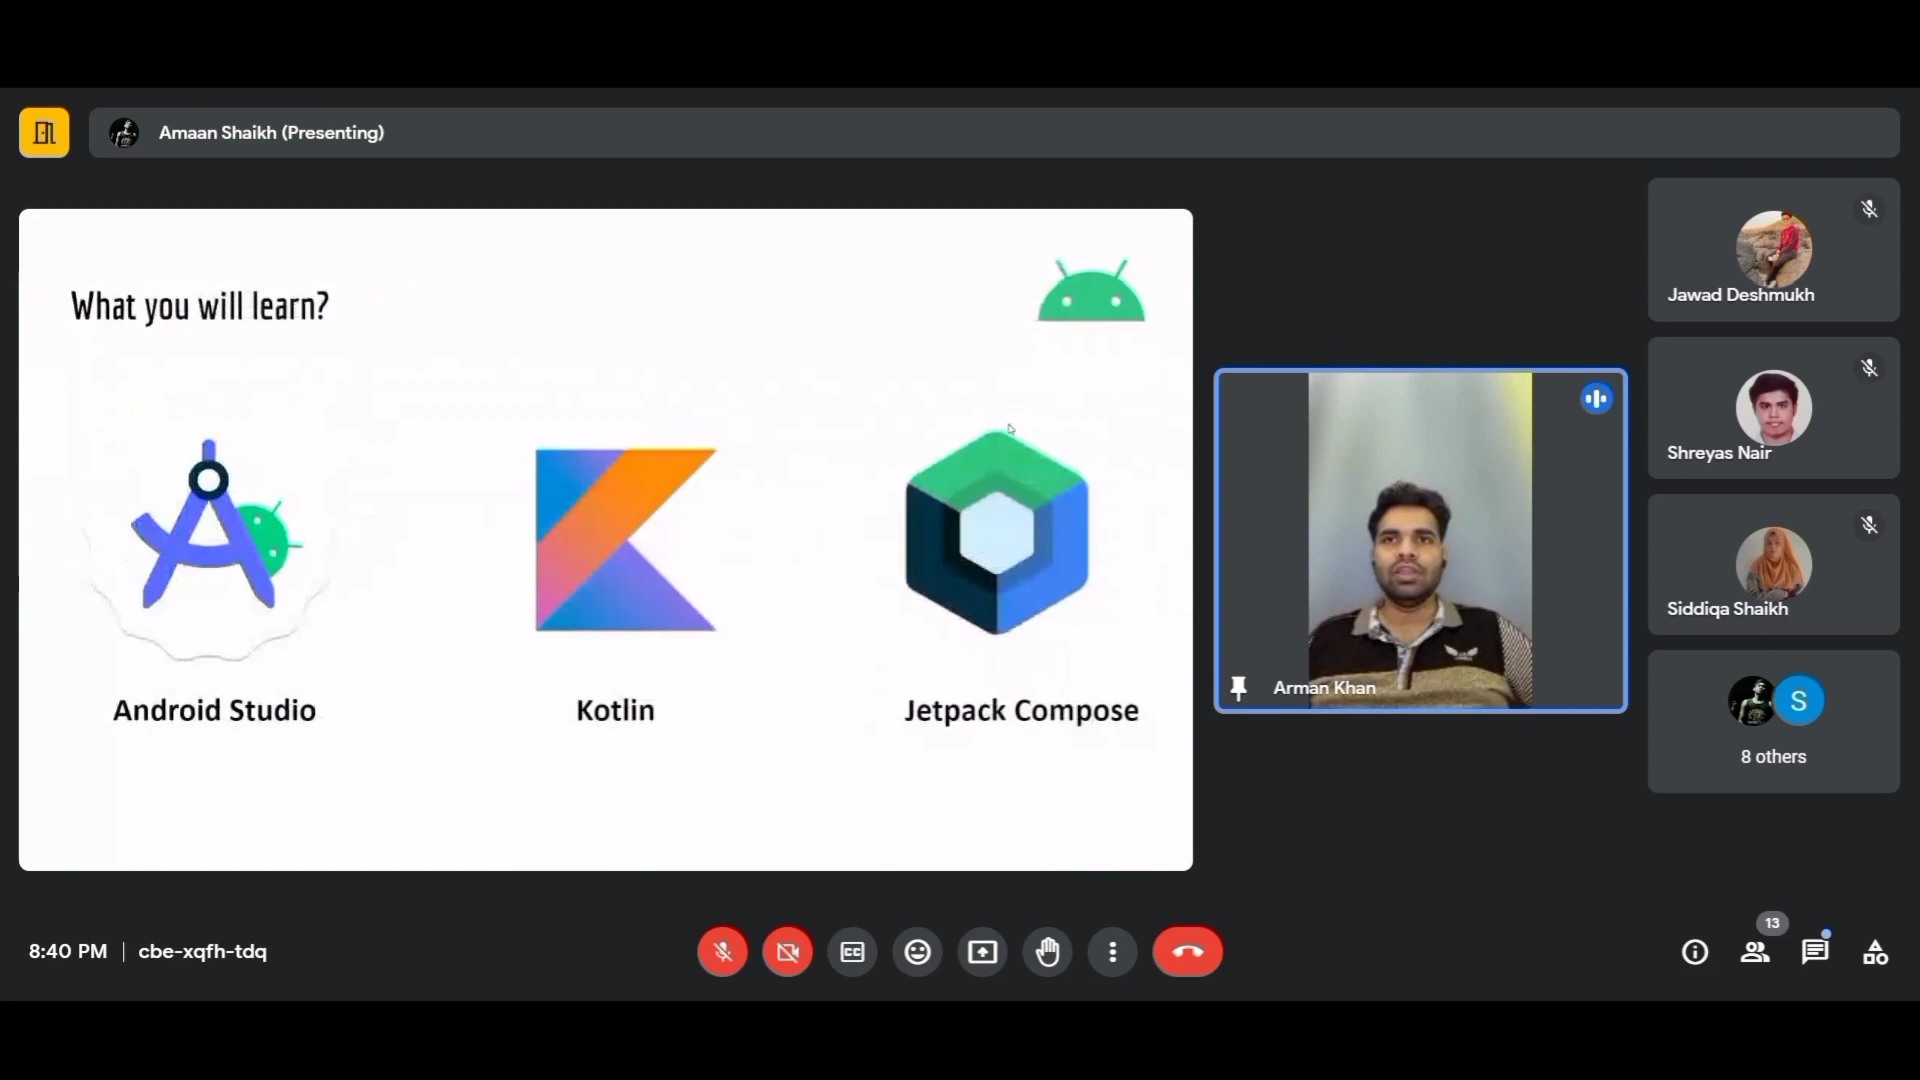 Amaan Shaikh (Presenting)
What you will learn?
Android Studio
Kotlin
Jetpack Compose
Arman Khan
Jawad Deshmukh
Shreyas Nair
Siddiqa Shaikh
S
8 others
8:40 PM | cbe-xqfh-tdq
CC
13